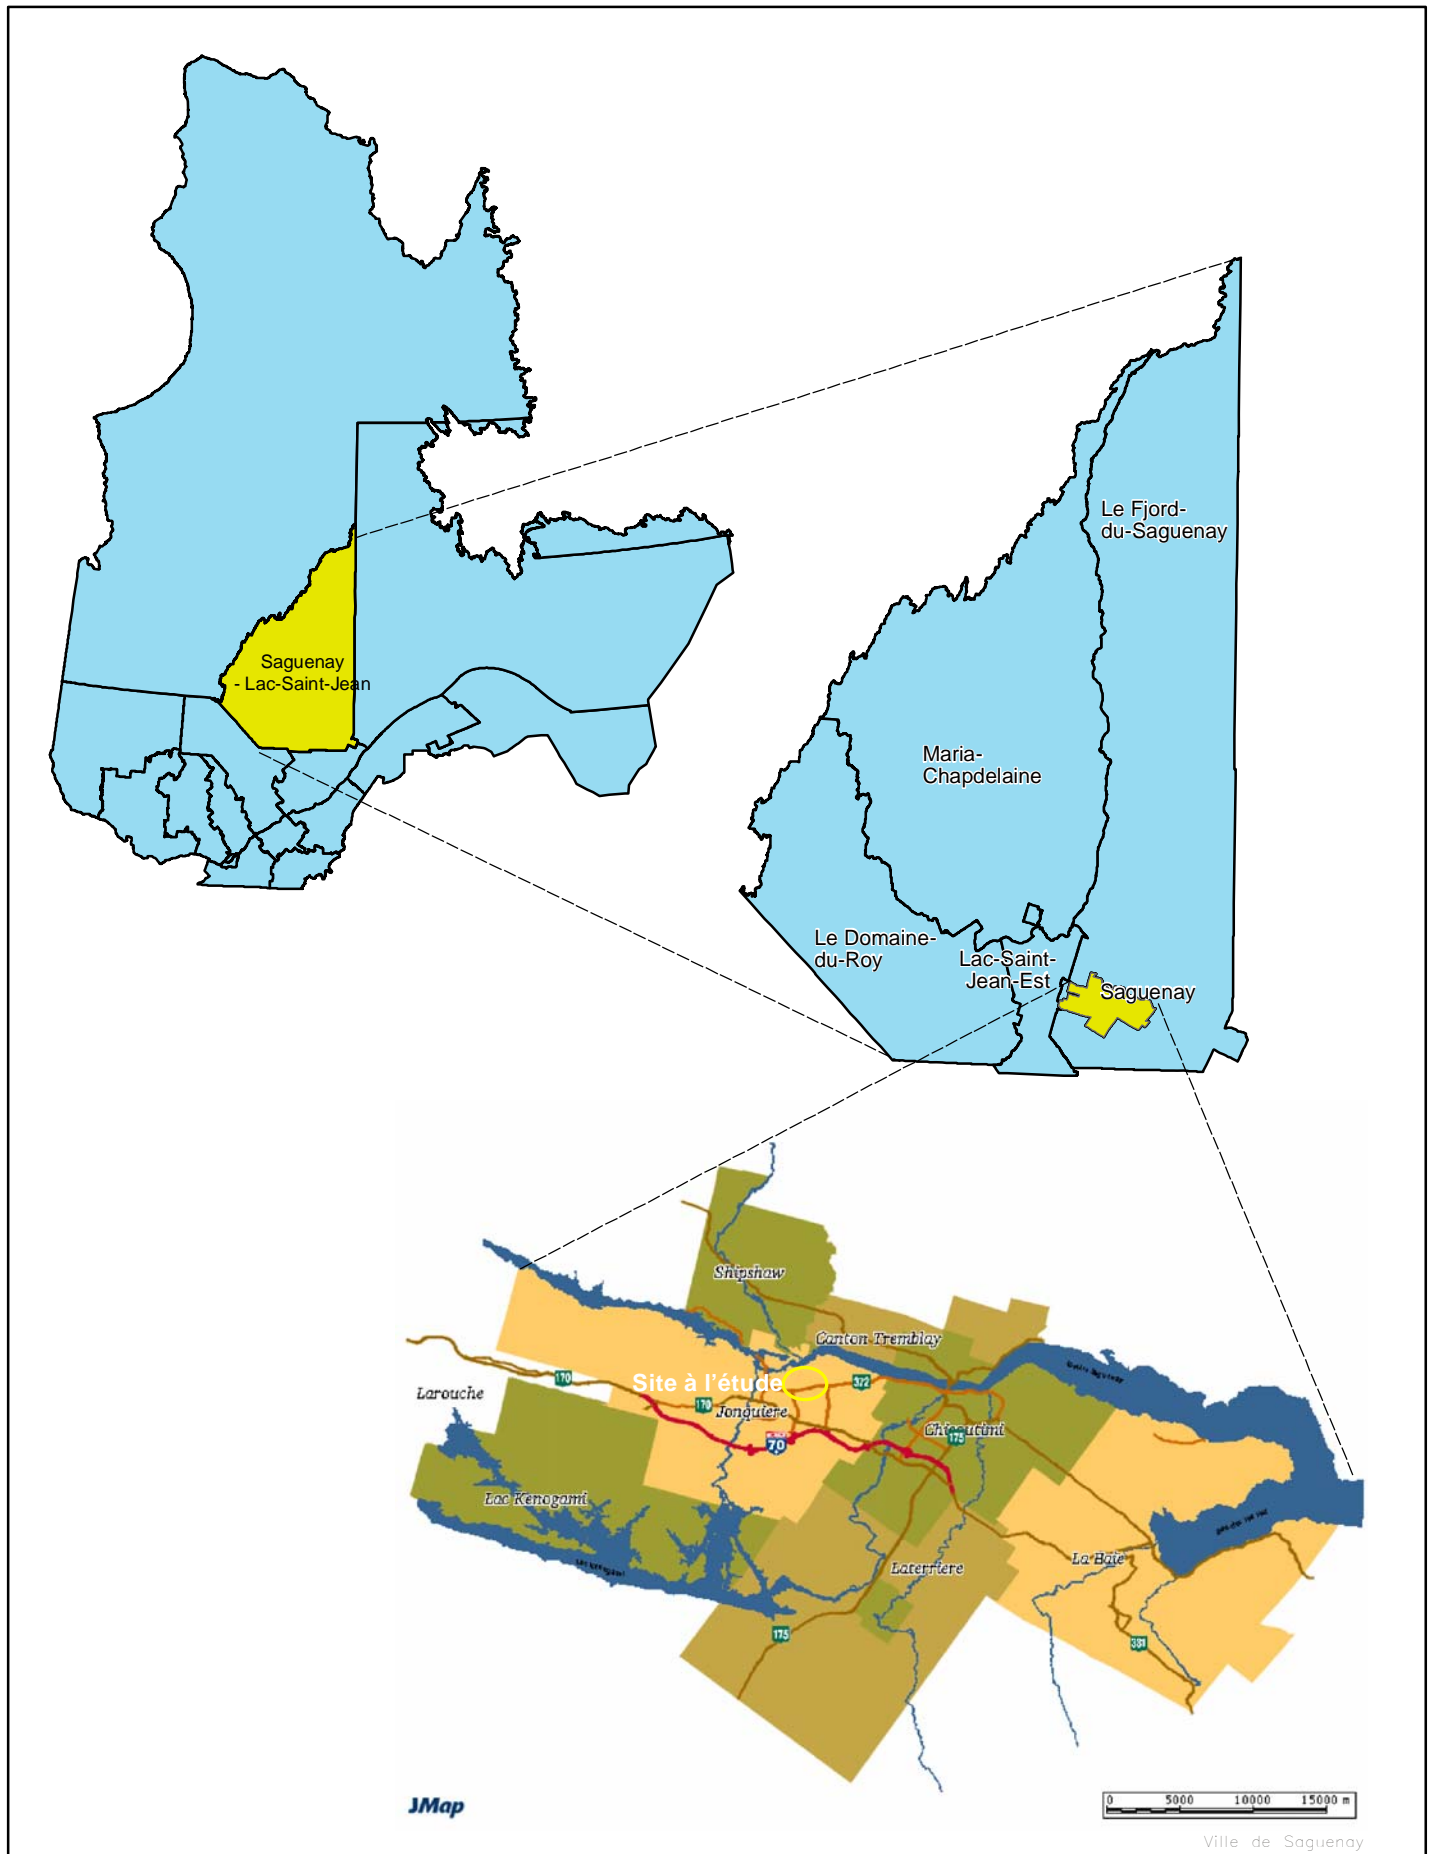 Saguenay
- Lac-Saint-Jean
Le Fjord-
du-Saguenay
Maria-
Chapdelaine
Le Domaine-
du-Roy
Lac-Saint-
Jean-Est
Saguenay
Shipshaw
Canton Tremblay
170
Site à l'étude
372
Larouche
170
Jonquiere
Chicoutimi
175
70
Lac Kenogami
La Baie
Laterriere
175
381
JMap
0 5000 10000 15000 m
Ville de Saguenay